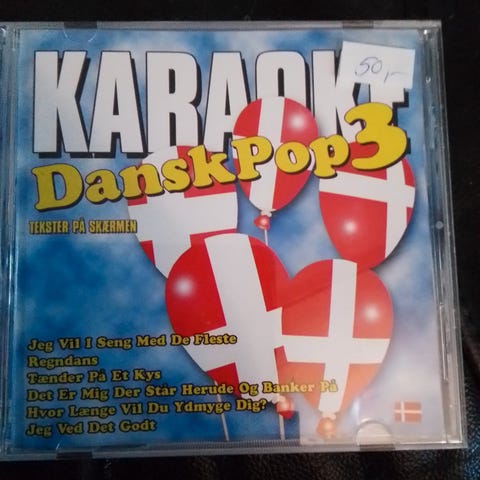 KARAOKE
50,-
DanskPop3
TEKSTER PÅ SKÆRMEN
Jeg Vil I Seng Med De Fleste
Regndans
Tænder På Et Kys
Det Er Mig Der Står Herude Og Banker På
Hvor Længe Vil Du Ydmyge Dig?
Jeg Ved Det Godt